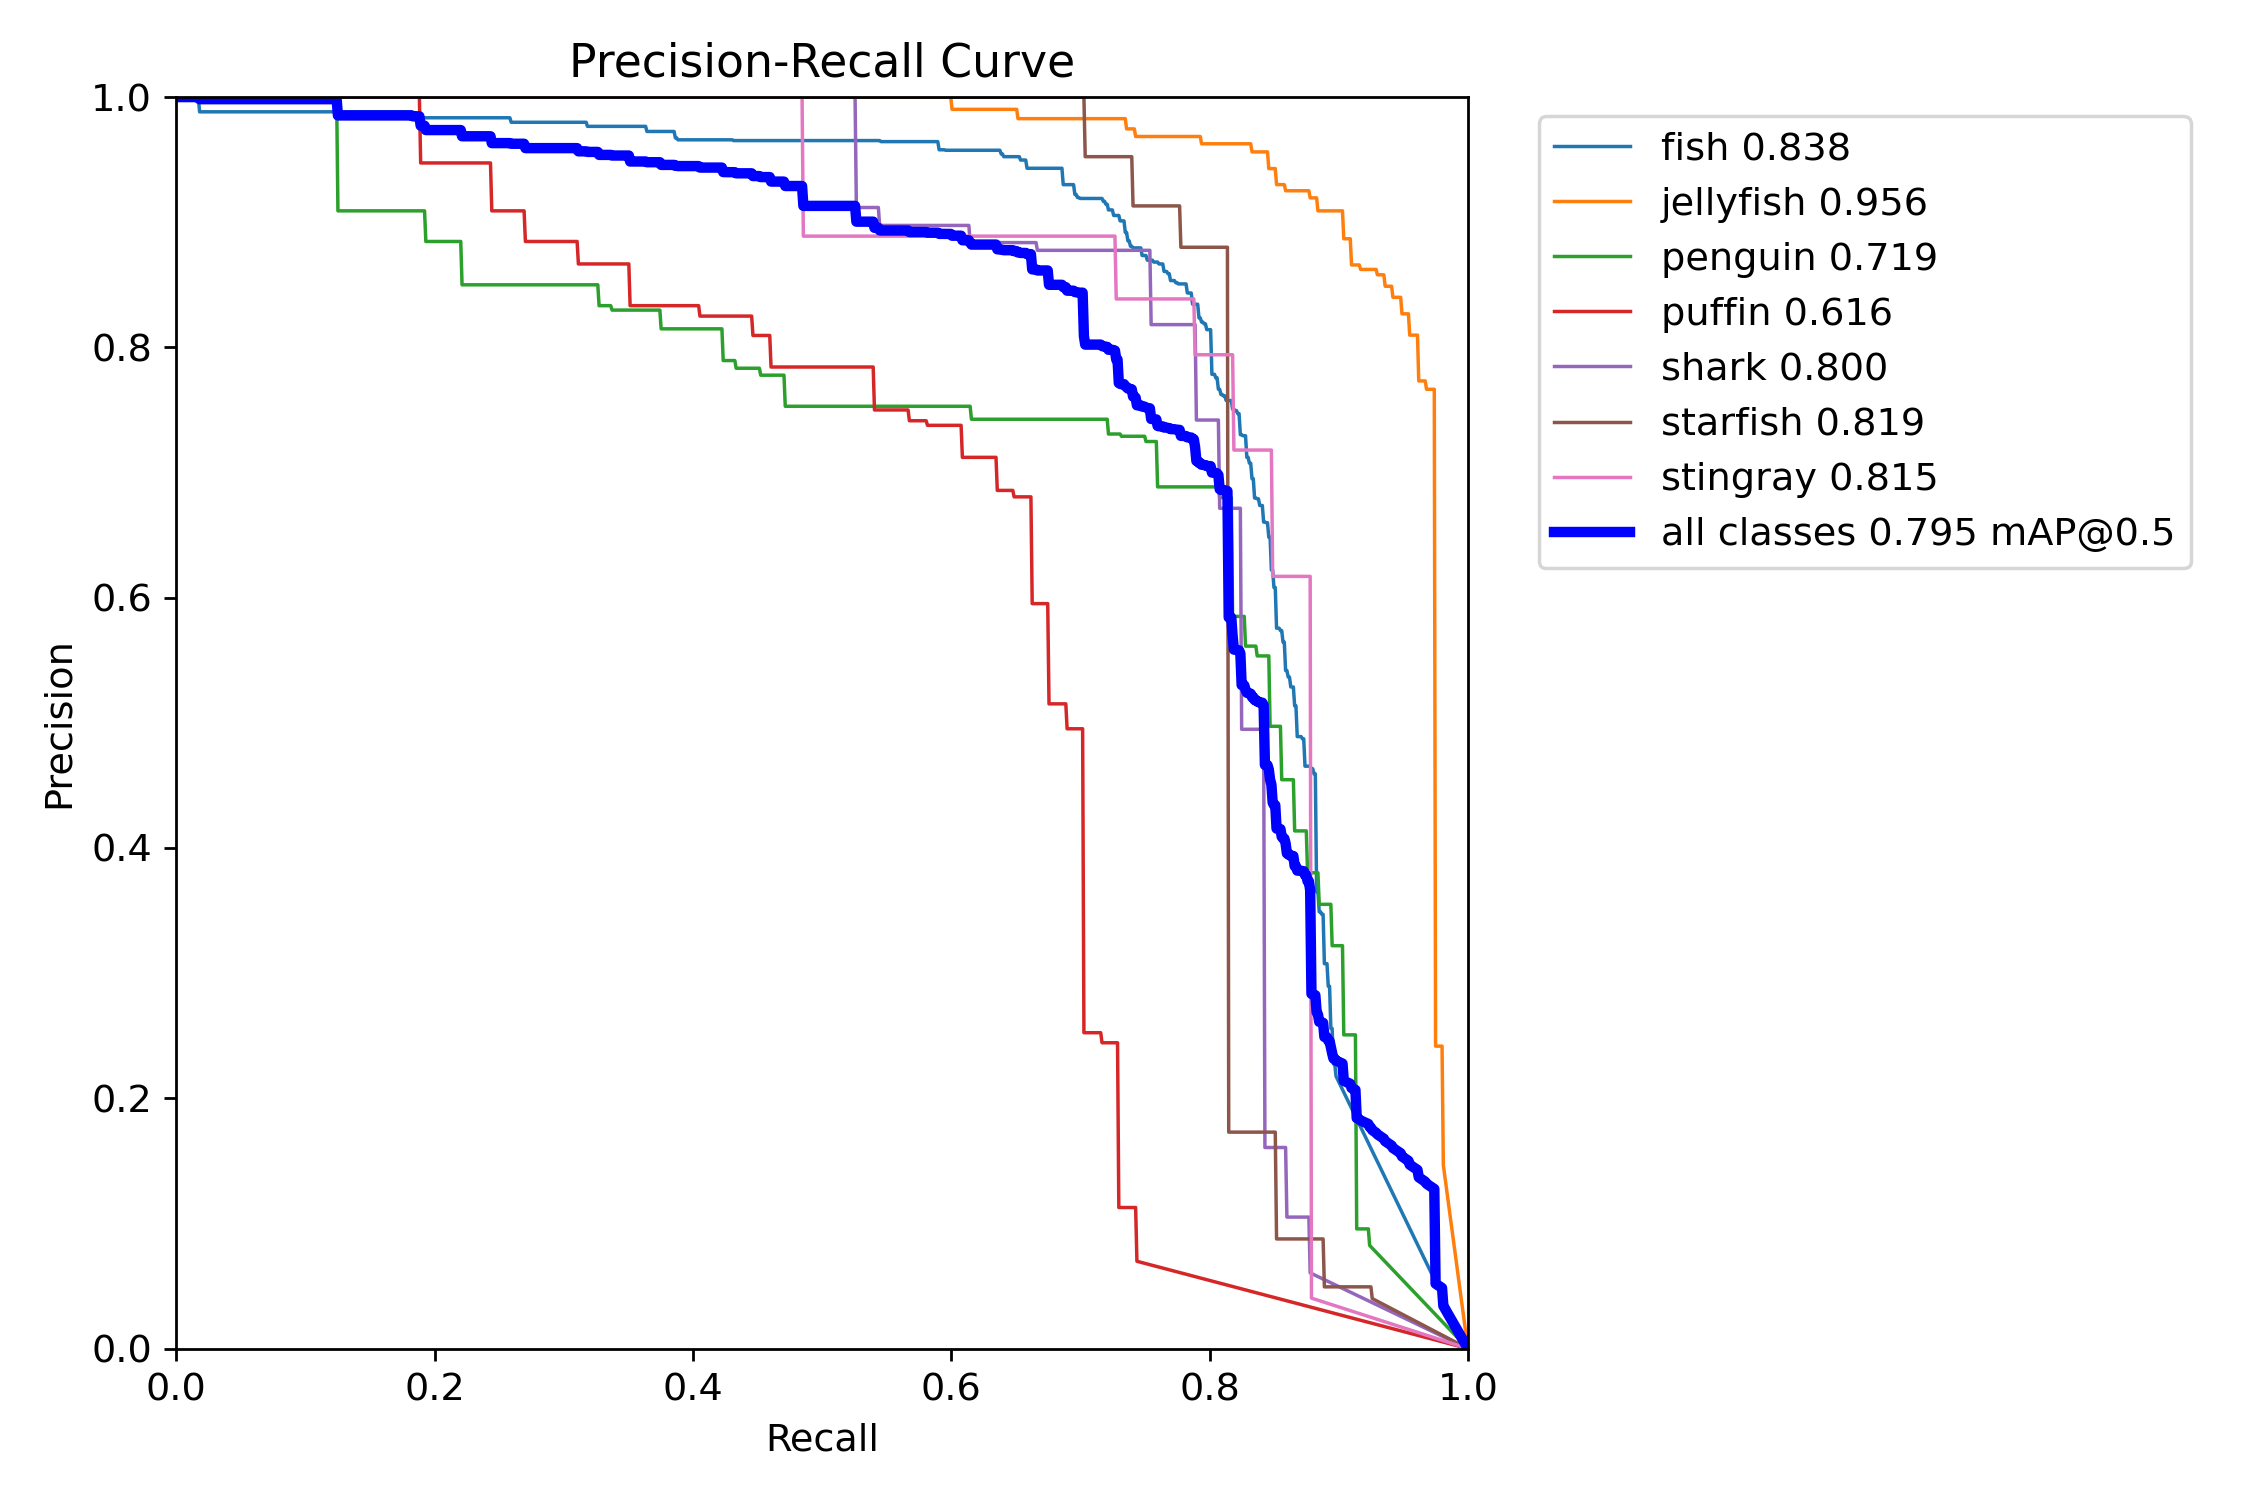 Precision-Recall Curve
1.0
0.8
0.6
0.4
0.2
0.0
Precision
0.0 0.2 0.4 0.6 0.8 1.0
Recall
fish 0.838
jellyfish 0.956
penguin 0.719
puffin 0.616
shark 0.800
starfish 0.819
stingray 0.815
all classes 0.795 mAP@0.5